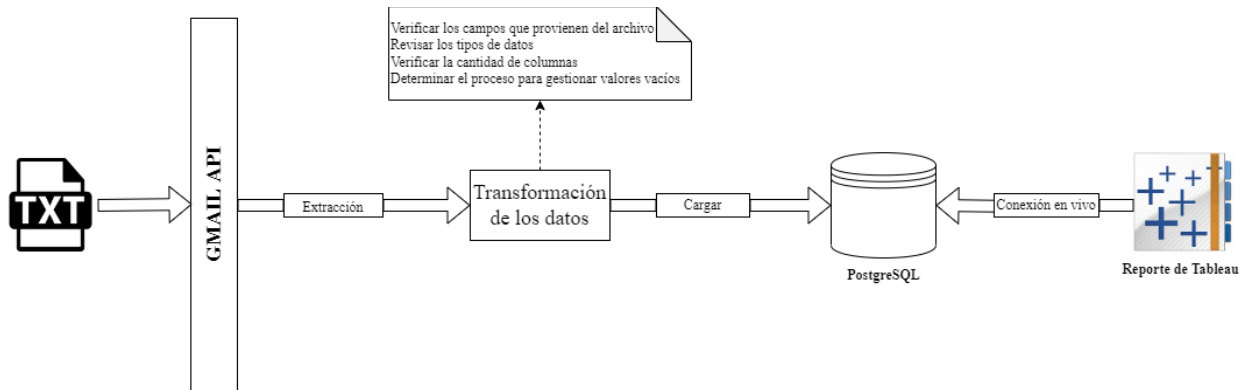 Verificar los campos que provienen del archivo
Revisar los tipos de datos
Verificar la cantidad de columnas
Determinar el proceso para gestionar valores vacíos
TXT
GMAIL API
Extracción
Transformación
de los datos
Cargar
PostgreSQL
Conexión en vivo
Reporte de Tableau